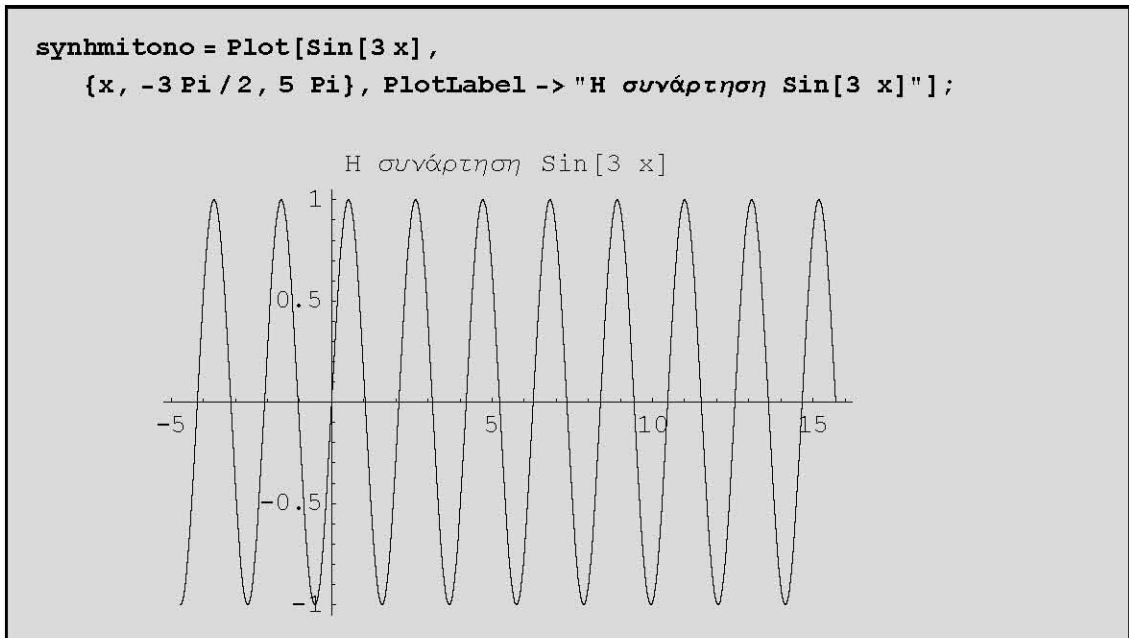 synhmitono = Plot[Sin[3 x],
{x, -3 Pi / 2, 5 Pi}, PlotLabel -> "Η συνάρτηση Sin[3 x]"];
Η συνάρτηση Sin[3 x]
1
0.5
-5 5 10 15
-0.5
-1